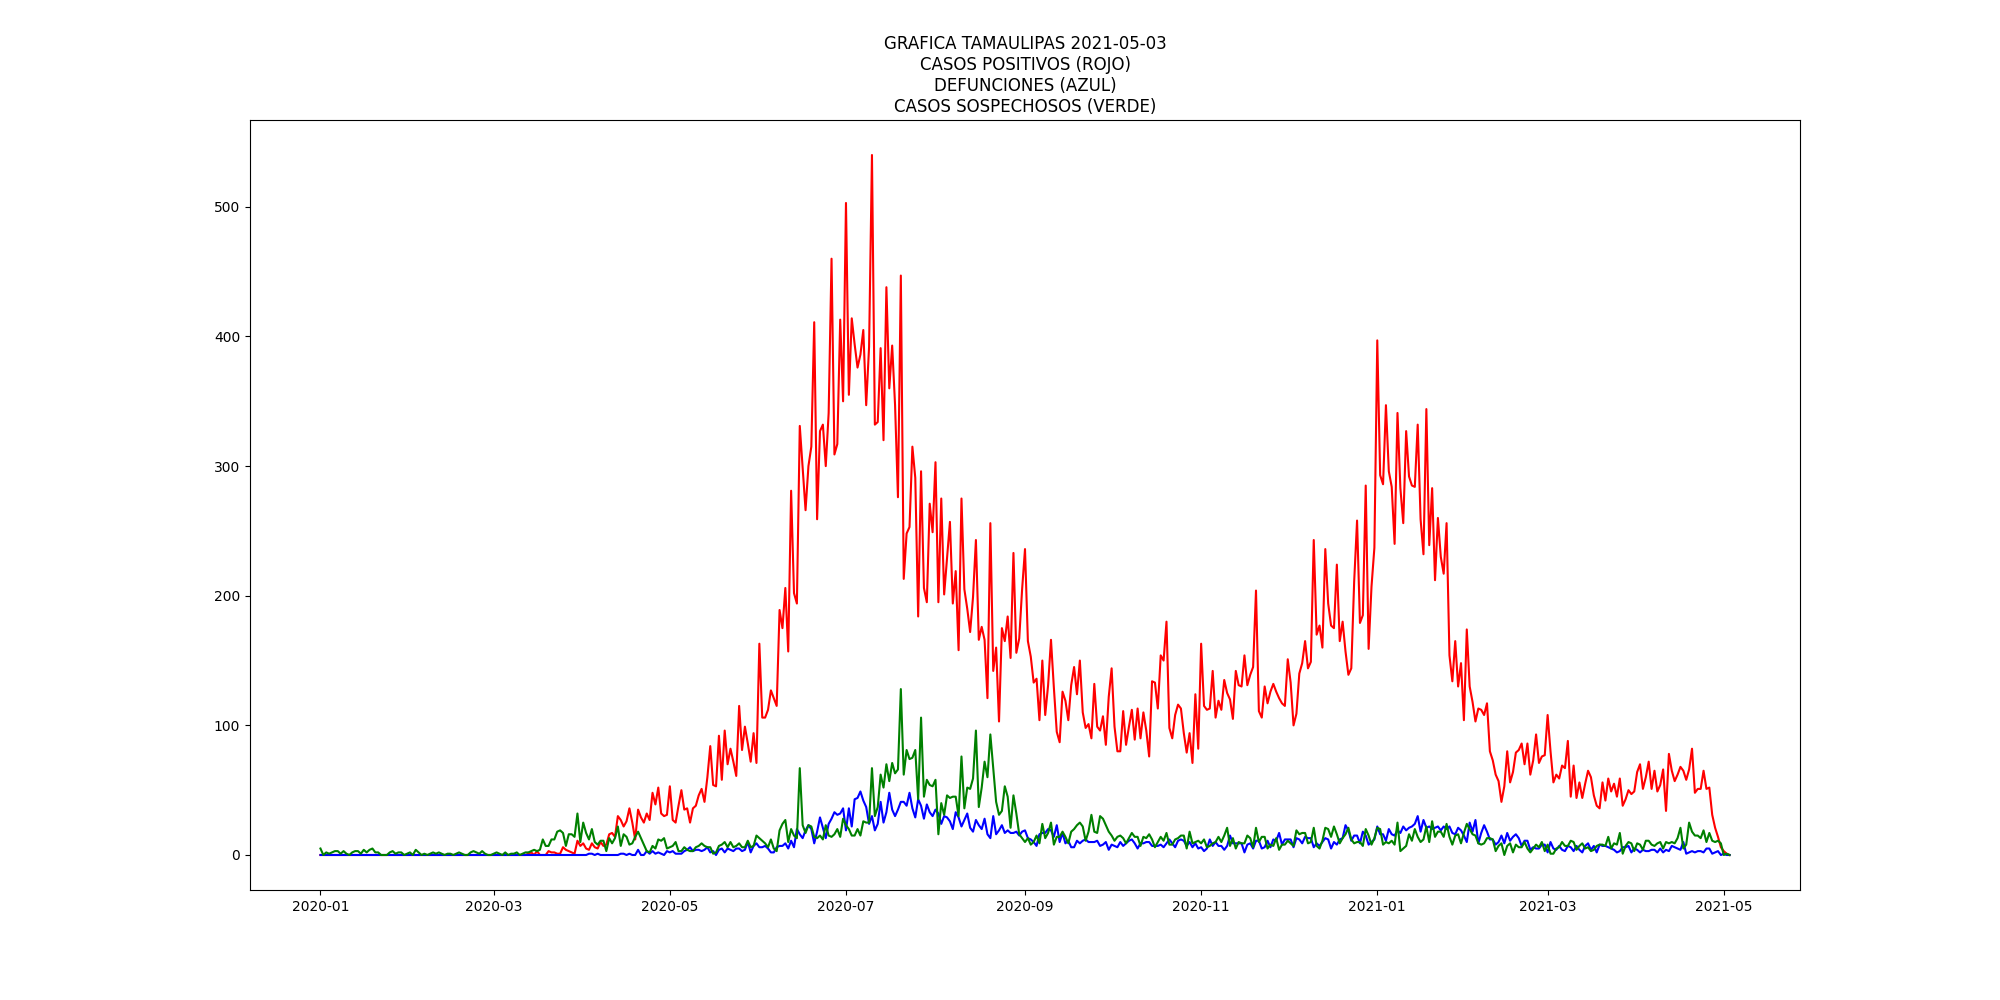 GRAFICA TAMAULIPAS 2021-05-03
CASOS POSITIVOS (ROJO)
DEFUNCIONES (AZUL)
CASOS SOSPECHOSOS (VERDE)
500
400
300
200
100
0
2020-01 2020-03 2020-05 2020-07 2020-09 2020-11 2021-01 2021-03 2021-05